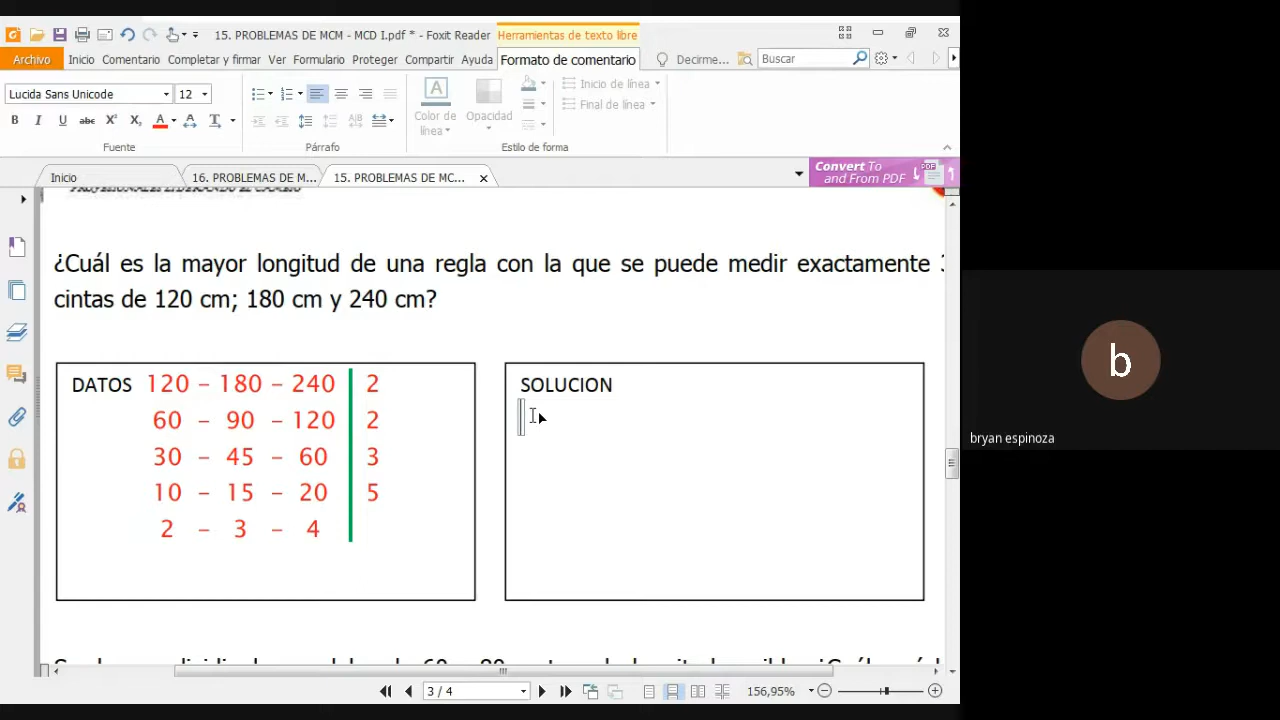 15. PROBLEMAS DE MCM - MCD I.pdf * - Foxit Reader
Herramientas de texto libre
Archivo Inicio Comentario Completar y firma Ver Formulario Proteger Compartir Ayuda Formato de comentario Decirme... Buscar
Lucida Sans Unicode 12
Color de línea
Opacidad
Inicio de línea
Final de línea
Fuente Párrafo Estilo de forma
Inicio 16. PROBLEMAS DE M... 15. PROBLEMAS DE MC...
Convert To
and From PDF
¿Cuál es la mayor longitud de una regla con la que se puede medir exactamente
cintas de 120 cm; 180 cm y 240 cm?
DATOS 120 – 180 – 240 2
60 – 90 – 120 2
30 – 45 – 60 3
10 – 15 – 20 5
2 – 3 – 4
SOLUCION
3 / 4
156,95%
b
bryan espinoza